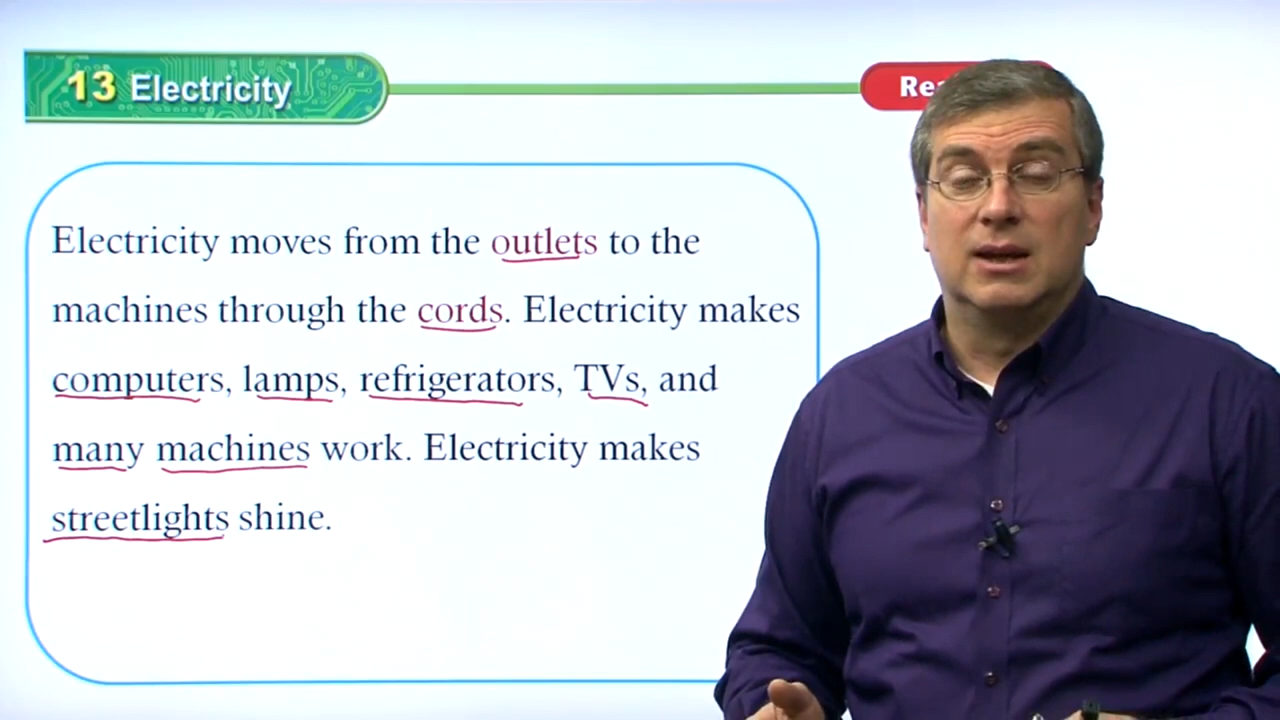 13 Electricity
Electricity moves from the outlets to the
machines through the cords. Electricity makes
computers, lamps, refrigerators, TVs, and
many machines work. Electricity makes
streetlights shine.